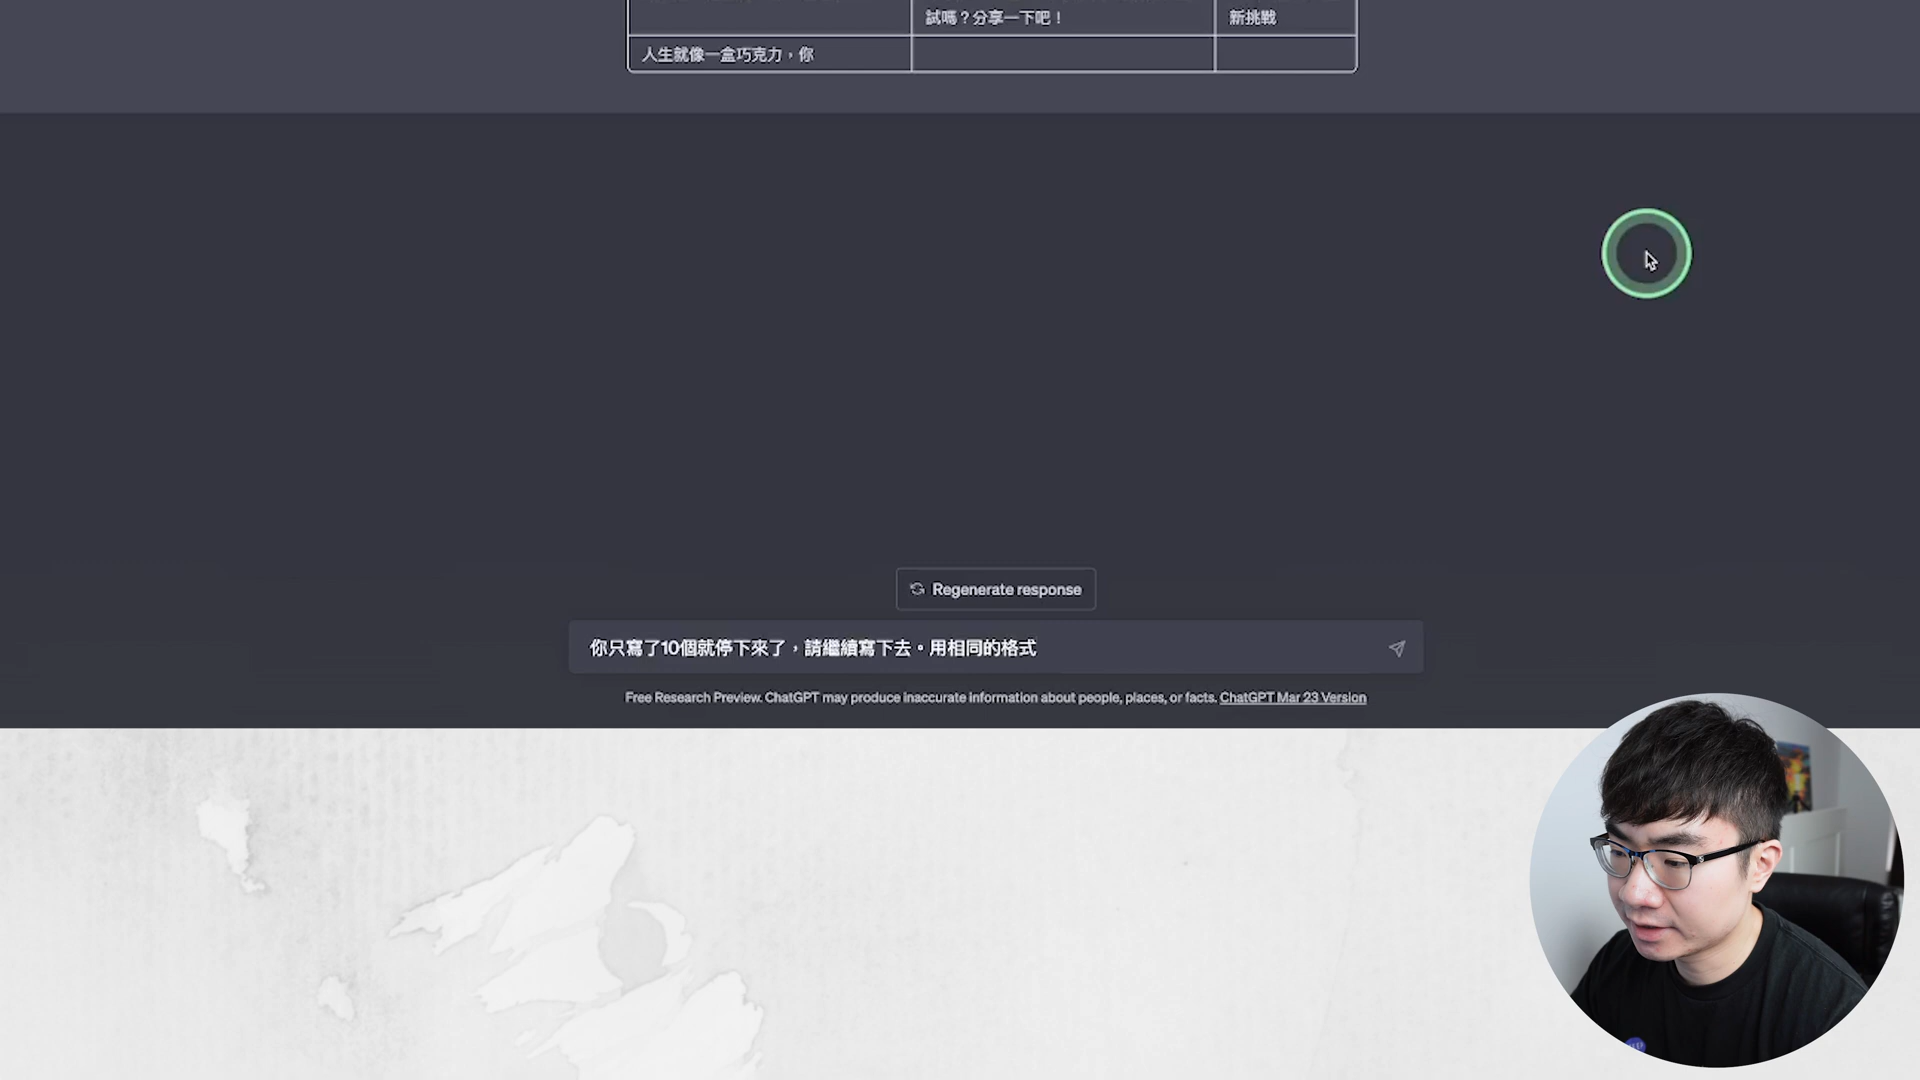 試嗎？分享一下吧！
新挑戰
人生就像一盒巧克力，你
Regenerate response
你只寫了10個就停下來了，請繼續寫下去。用相同的格式
Free Research Preview. ChatGPT may produce inaccurate information about people, places, or facts. ChatGPT Mar 23 Version